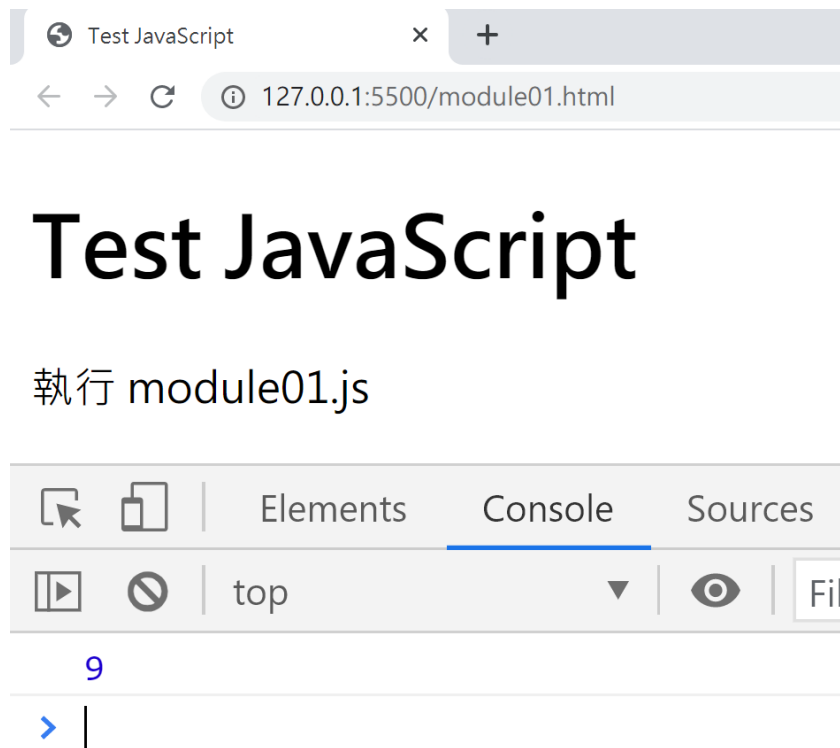 Test JavaScript
127.0.0.1:5500/module01.html
Test JavaScript
執行 module01.js
Elements Console Sources
top
9